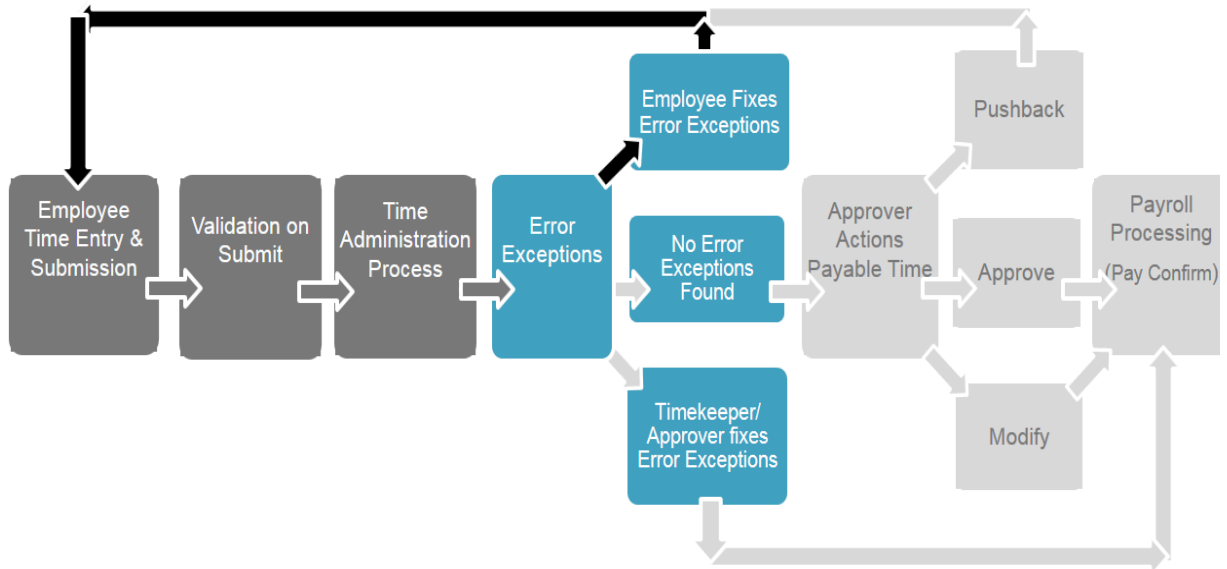 Employee
Time Entry &
Submission
Validation on
Submit
Time
Administration
Process
Error
Exceptions
Employee Fixes
Error Exceptions
No Error
Exceptions
Found
Timekeeper/
Approver fixes
Error Exceptions
Approver
Actions
Payable Time
Pushback
Approve
Modify
Payroll
Processing
(Pay Confirm)